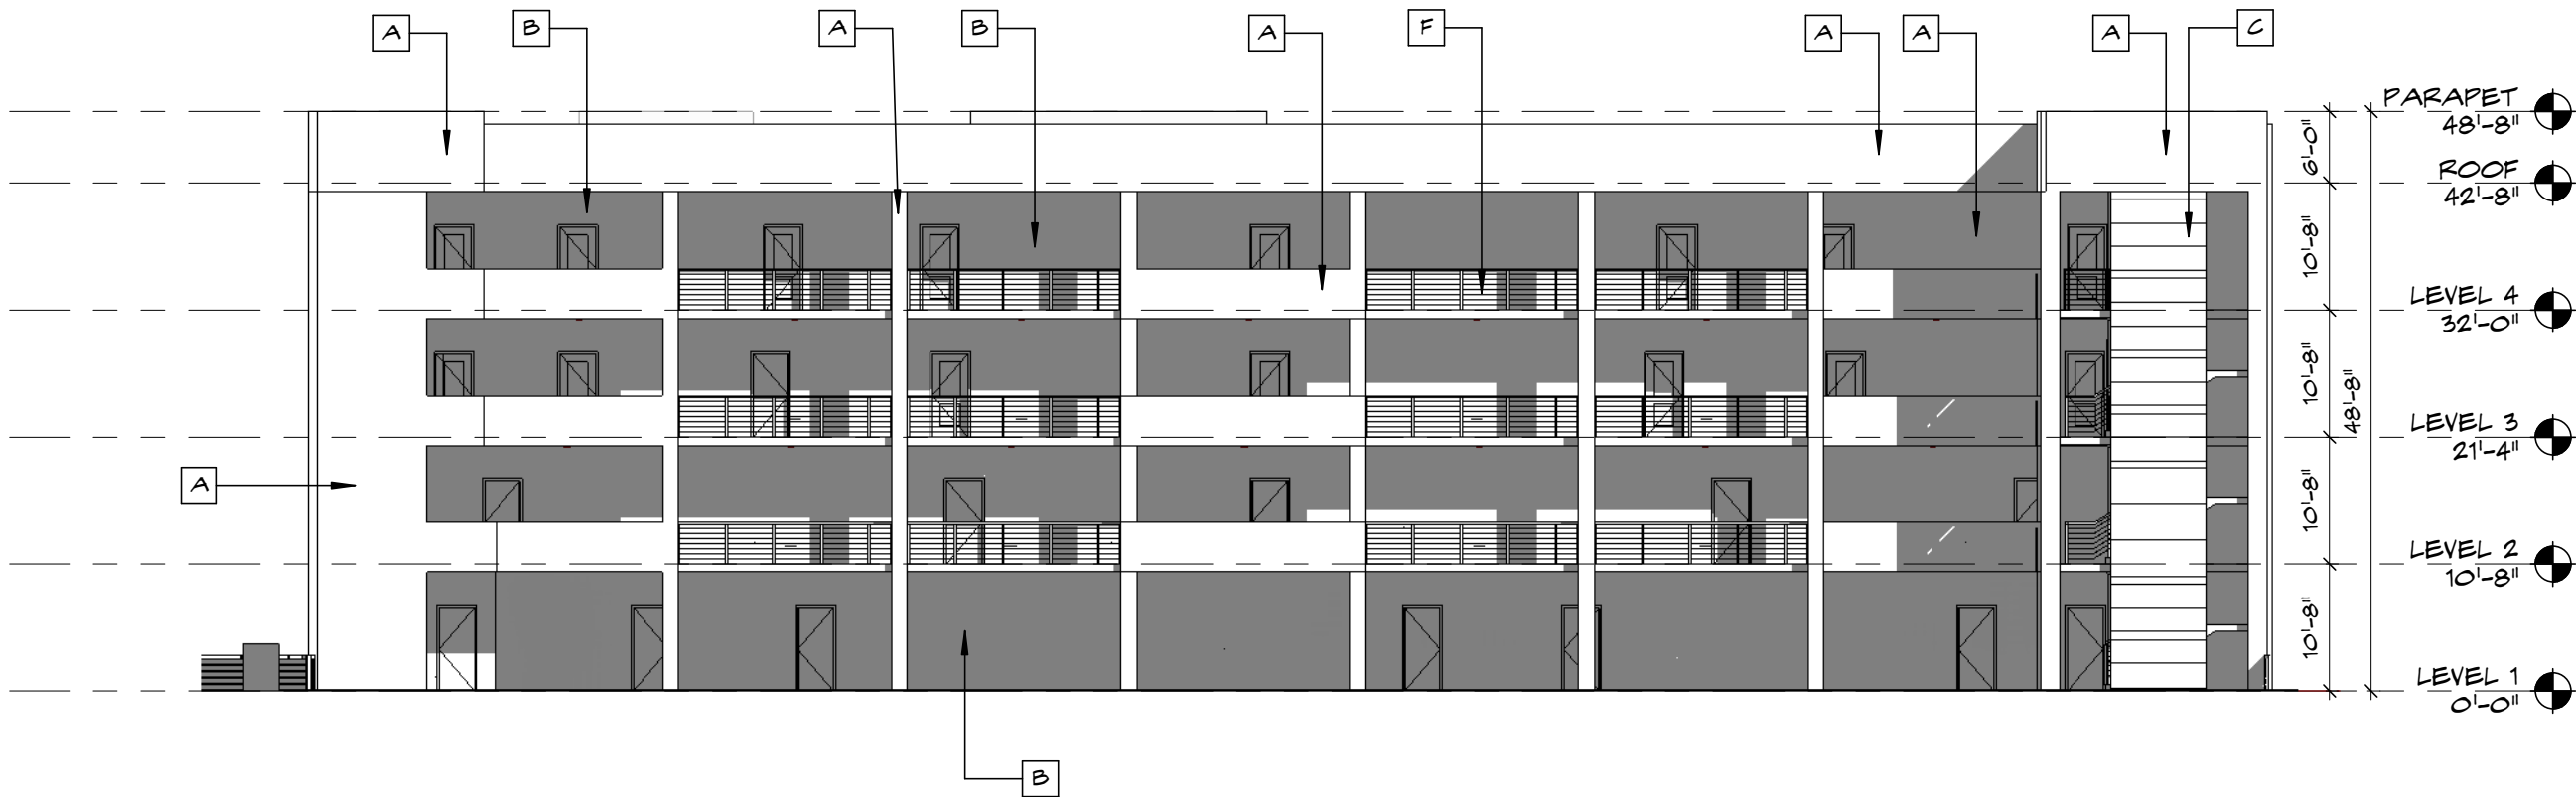 A
B
A
B
A
F
A
A
A
C
PARAPET
48'-8"
6'-0"
ROOF
42'-8"
10'-8"
LEVEL 4
32'-0"
10'-8"
48'-8"
LEVEL 3
21'-4"
A
10'-8"
LEVEL 2
10'-8"
10'-8"
LEVEL 1
0'-0"
B